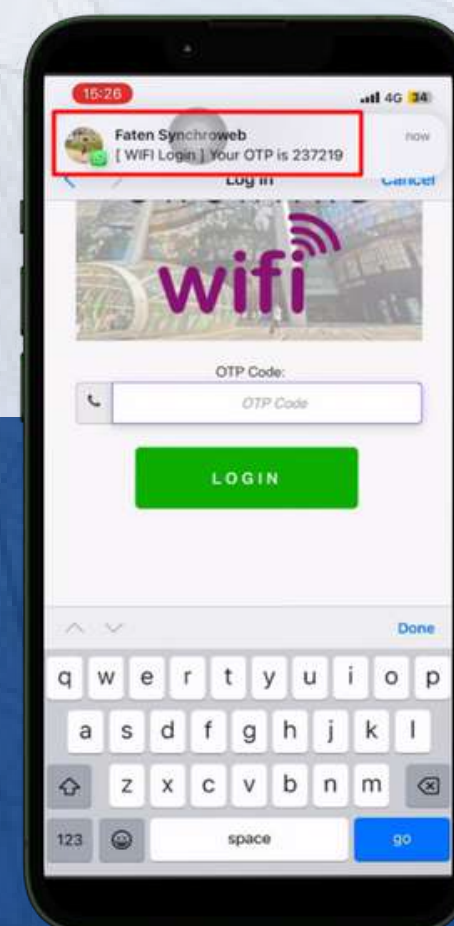 15:26
4G 34
Faten Synchroweb
now
[ WIFI Login ] Your OTP is 237219
Log in
Cancel
wifi
OTP Code:
OTP Code
LOGIN
Done
q w e r t y u i o p
a s d f g h j k l
z x c v b n m
123 space go